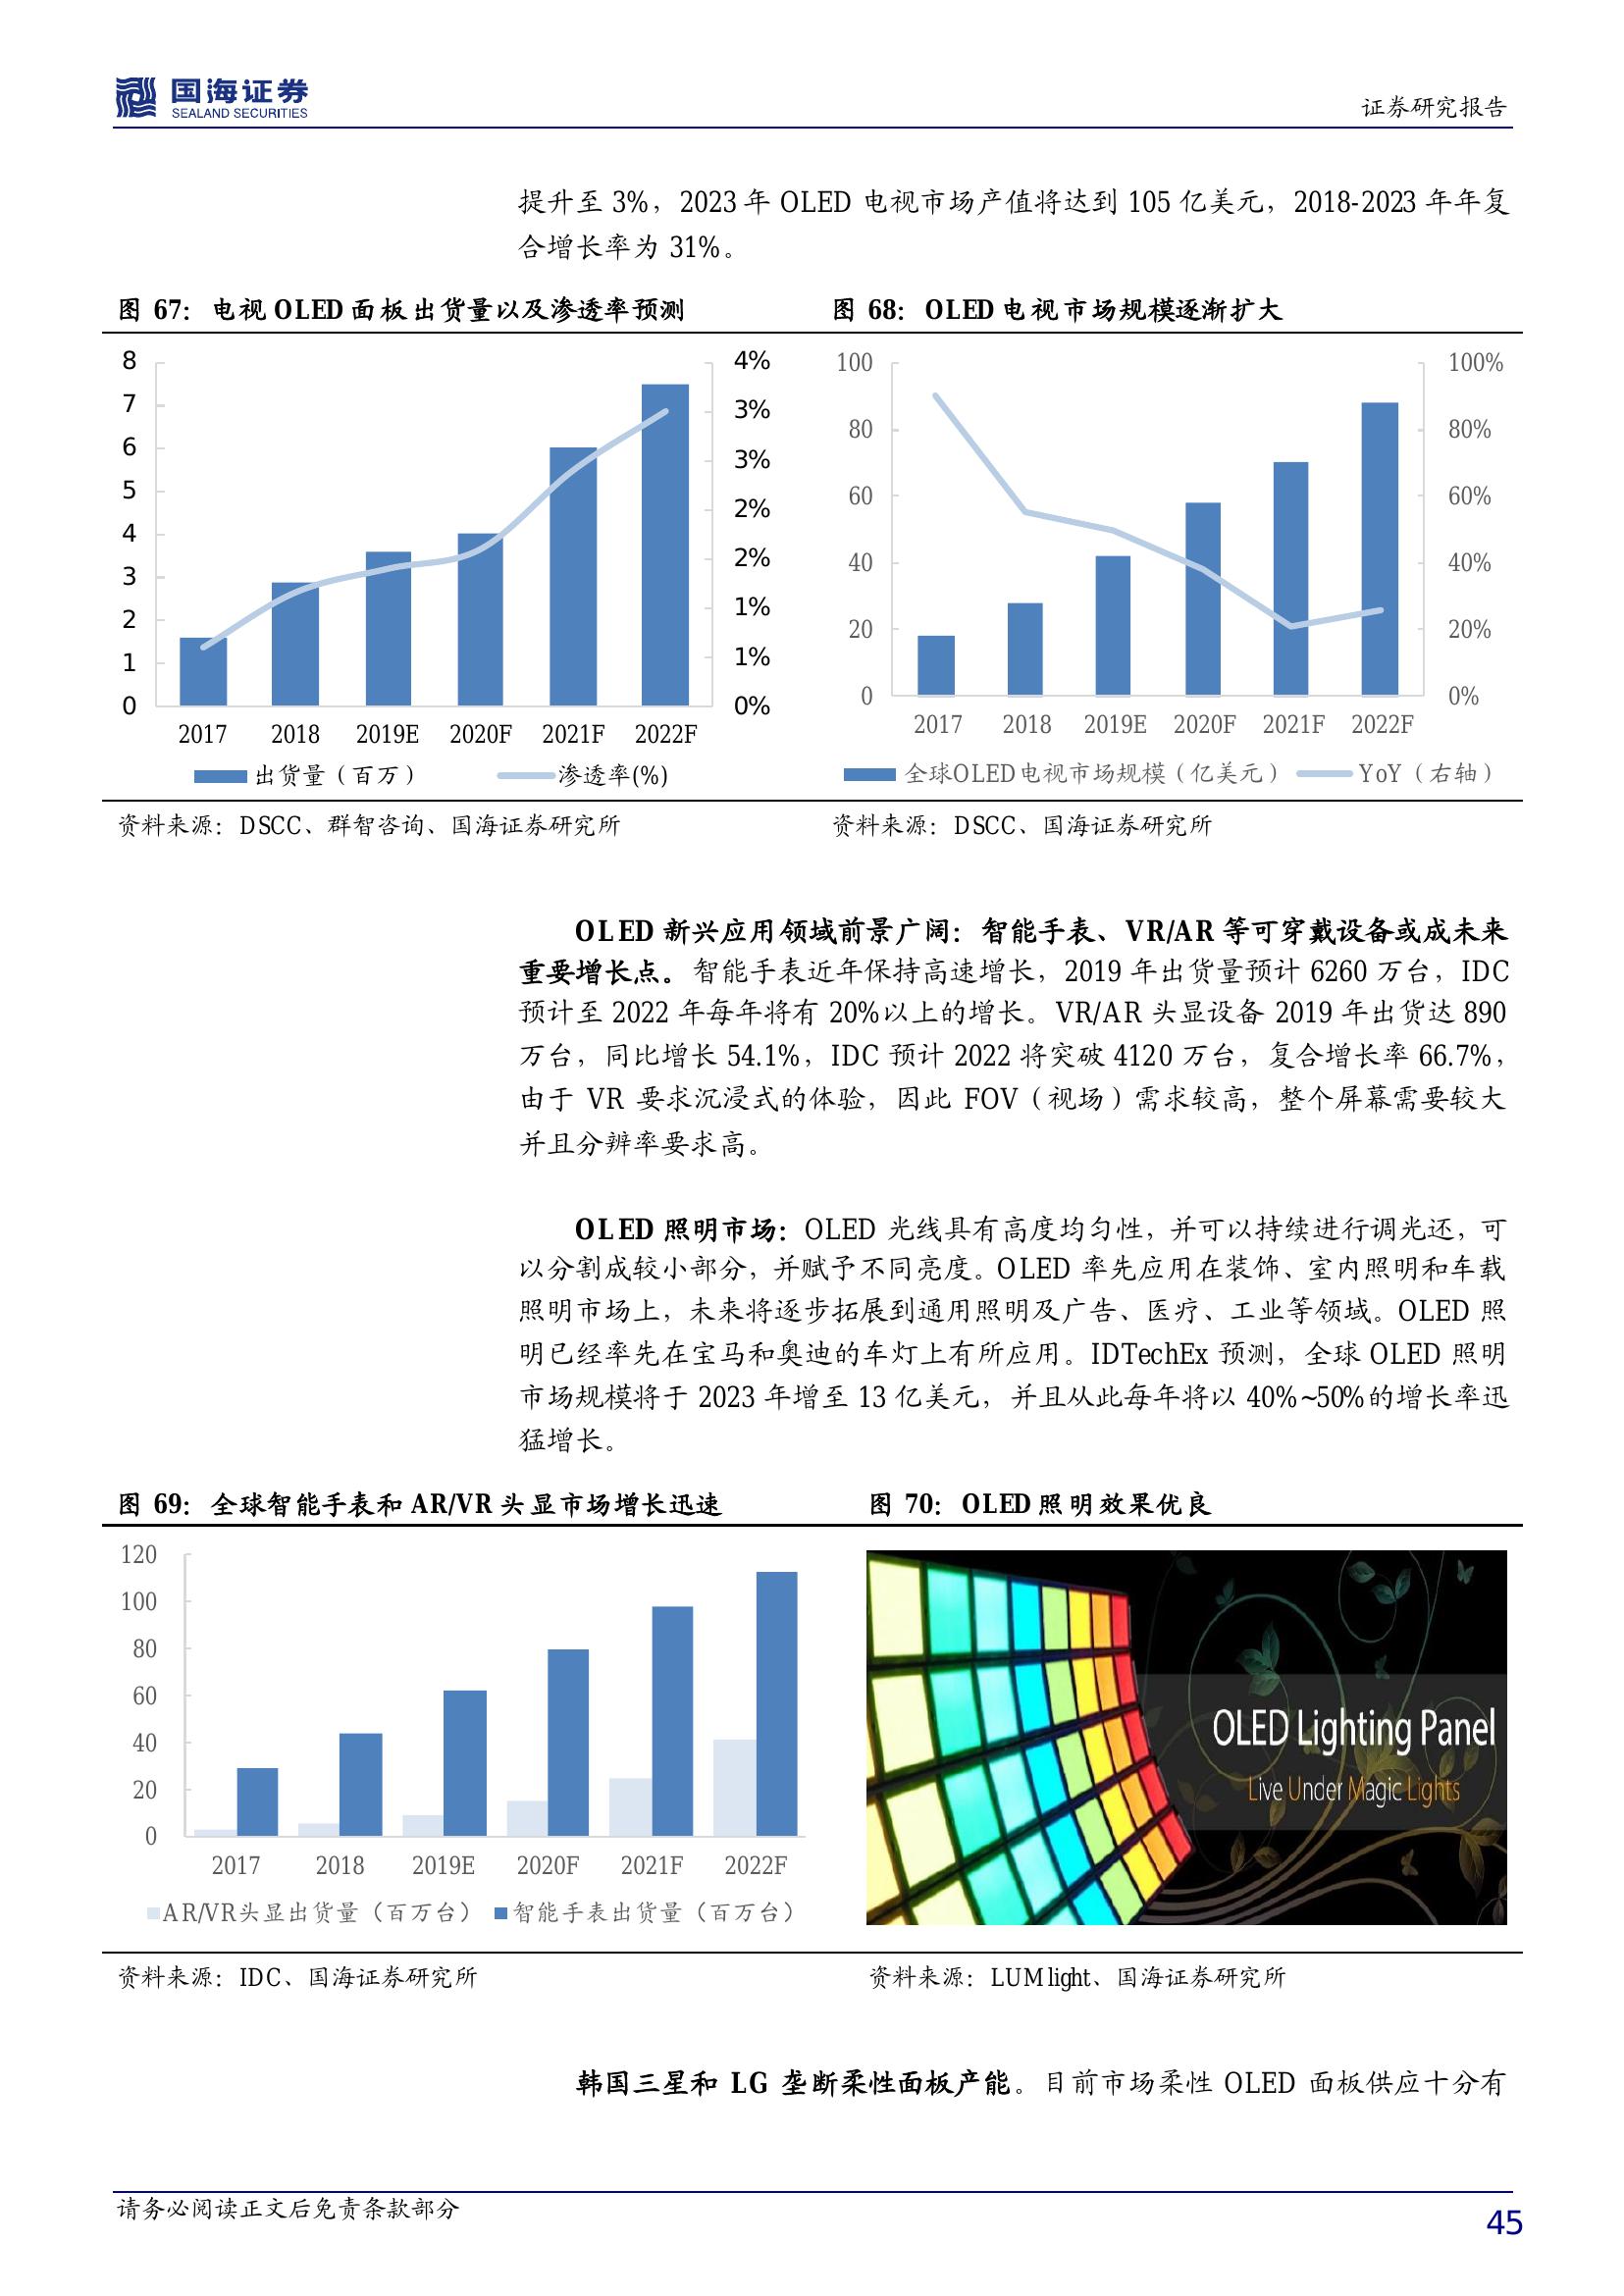 国海证券
SEALAND SECURITIES
证券研究报告
提升至 3%，2023 年 OLED 电视市场产值将达到 105 亿美元，2018-2023 年年复
合增长率为 31%。
图 67：电视 OLED 面板出货量以及渗透率预测
8
7
6
5
4
3
2
1
0
4%
3%
3%
2%
2%
1%
1%
0%
2017 2018 2019E 2020F 2021F 2022F
出货量（百万） 渗透率(%)
资料来源：DSCC、群智咨询、国海证券研究所
图 68：OLED 电视市场规模逐渐扩大
100
80
60
40
20
0
100%
80%
60%
40%
20%
0%
2017 2018 2019E 2020F 2021F 2022F
全球OLED电视市场规模（亿美元） YoY（右轴）
资料来源：DSCC、国海证券研究所
OLED 新兴应用领域前景广阔：智能手表、VR/AR 等可穿戴设备或成未来
重要增长点。智能手表近年保持高速增长，2019 年出货量预计 6260 万台，IDC
预计至 2022 年每年将有 20%以上的增长。VR/AR 头显设备 2019 年出货达 890
万台，同比增长 54.1%，IDC 预计 2022 将突破 4120 万台，复合增长率 66.7%，
由于 VR 要求沉浸式的体验，因此 FOV（视场）需求较高，整个屏幕需要较大
并且分辨率要求高。
OLED 照明市场：OLED 光线具有高度均匀性，并可以持续进行调光还，可
以分割成较小部分，并赋予不同亮度。OLED 率先应用在装饰、室内照明和车载
照明市场上，未来将逐步拓展到通用照明及广告、医疗、工业等领域。OLED 照
明已经率先在宝马和奥迪的车灯上有所应用。IDTechEx 预测，全球 OLED 照明
市场规模将于 2023 年增至 13 亿美元，并且从此每年将以 40%~50%的增长率迅
猛增长。
图 69：全球智能手表和 AR/VR 头显市场增长迅速
120
100
80
60
40
20
0
2017 2018 2019E 2020F 2021F 2022F
AR/VR头显出货量（百万台） 智能手表出货量（百万台）
资料来源：IDC、国海证券研究所
图 70：OLED 照明效果优良
OLED Lighting Panel
Live Under Magic Lights
资料来源：LUMlight、国海证券研究所
韩国三星和 LG 垄断柔性面板产能。目前市场柔性 OLED 面板供应十分有
请务必阅读正文后免责条款部分
45